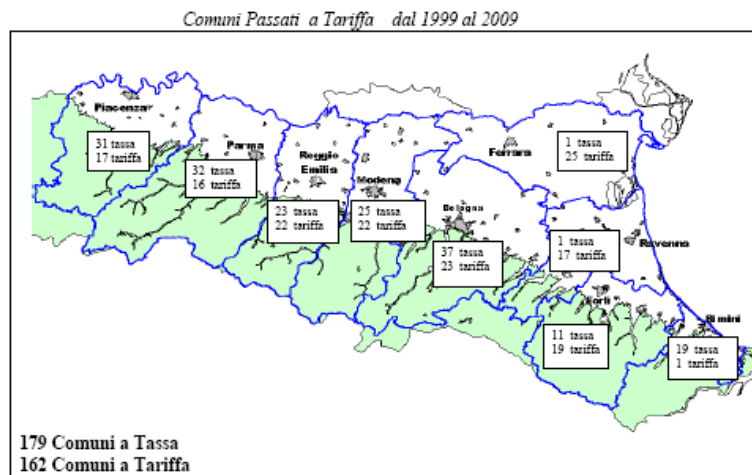 Comuni Passati a Tariffa dal 1999 al 2009
Piacenza
31 tassa
17 tariffa
Parma
32 tassa
16 tariffa
Reggio
Emilia
23 tassa
22 tariffa
Modena
25 tassa
22 tariffa
Bologna
37 tassa
23 tariffa
Ferrara
1 tassa
25 tariffa
Ravenna
1 tassa
17 tariffa
Forlì
11 tassa
19 tariffa
Rimini
19 tassa
1 tariffa
179 Comuni a Tassa
162 Comuni a Tariffa